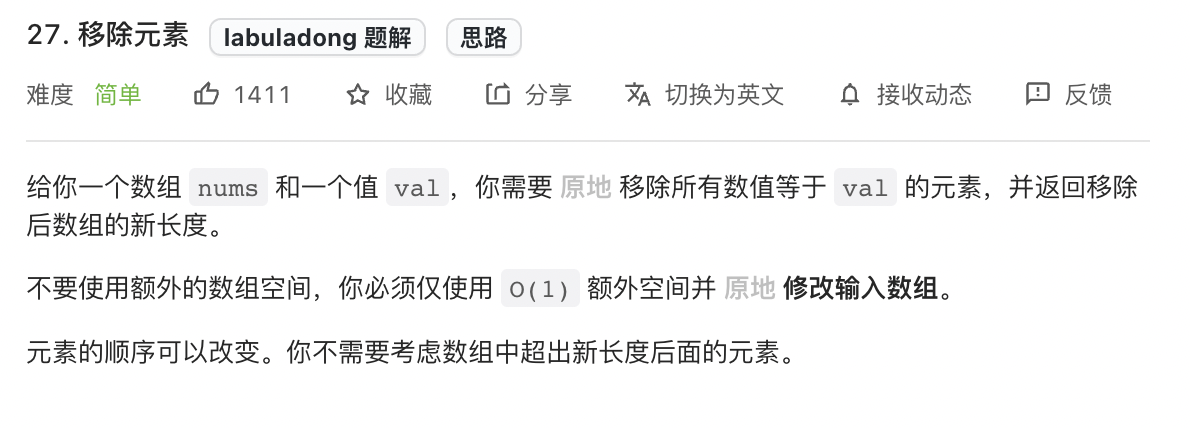 27. 移除元素 labuladong 题解 思路
难度 简单 1411 收藏 分享 切换为英文 接收动态 反馈
给你一个数组 nums 和一个值 val，你需要 原地 移除所有数值等于 val 的元素，并返回移除
后数组的新长度。
不要使用额外的数组空间，你必须仅使用 O(1) 额外空间并 原地 修改输入数组。
元素的顺序可以改变。你不需要考虑数组中超出新长度后面的元素。